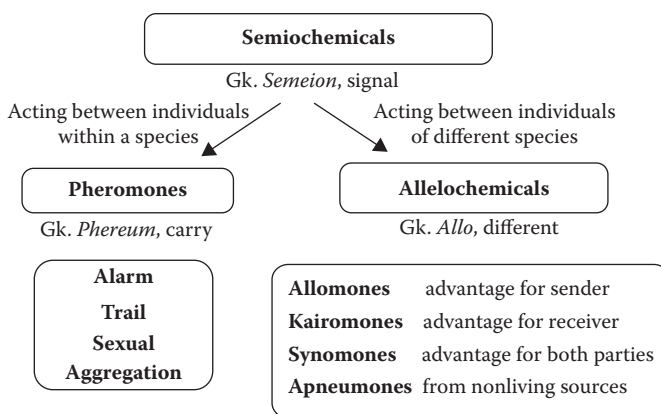 Semiochemicals
Gk. Semeion, signal
Acting between individuals
within a species
Acting between individuals
of different species
Pheromones
Gk. Phereum, carry
Allelochemicals
Gk. Allo, different
Alarm
Trail
Sexual
Aggregation
Allomones advantage for sender
Kairomones advantage for receiver
Synomones advantage for both parties
Apneumones from nonliving sources